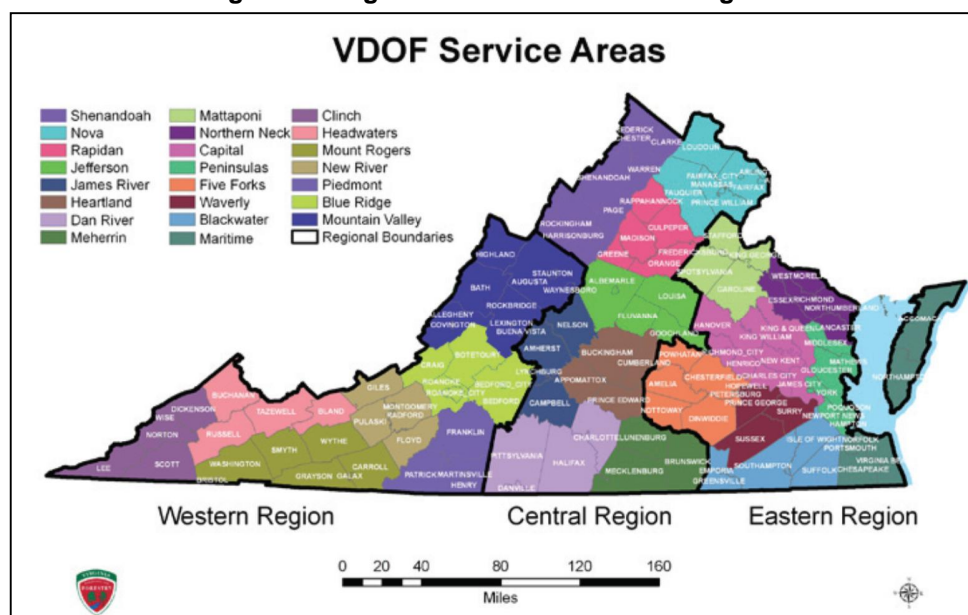 VDOF Service Areas
Shenandoah
Nova
Rapidan
Jefferson
James River
Heartland
Dan River
Meherrin
Mattaponi
Northern Neck
Capital
Peninsulas
Five Forks
Waverly
Blackwater
Maritime
Clinch
Headwaters
Mount Rogers
New River
Piedmont
Blue Ridge
Mountain Valley
Regional Boundaries
CLARKE
LOUDOUN
WARREN
FAIRFAX_CITY
MANASSAS
FAIRFAX
SHENANDOAH
FAUQUIER
PRINCE WILLIAM
RAPPAHANNOCK
PAGE
ROCKINGHAM
HARRISONBURG
CULPEPER
MADISON
STAFFORD
KING GEORGE
GREENE
ORANGE
SPOTSYLVANIA
HIGHLAND
STAUNTON
AUGUSTA
WAYNESBORO
BATH
ALBEMARLE
LOUISA
CAROLINE
ESSEX
RICHMOND
NORTHUMBERLAND
ROCKBRIDGE
FLUVANNA
GOOCHLAND
HANOVER
KING & QUEEN
LANCASTER
KING WILLIAM
MIDDLESEX
COVINGTON
LEXINGTON
BUENA VISTA
NELSON
AMHERST
BUCKINGHAM
CUMBERLAND
POWHATAN
HENRICO
NEW KENT
MATHEWS
GLOUCESTER
CRAIG
BOTETOURT
APPOMATTOX
AMELIA
CHESTERFIELD
CHARLES CITY
JAMES CITY
YORK
ROANOKE
ROANOKE_CITY
BEDFORD_CITY
BEDFORD
CAMPBELL
PRINCE EDWARD
NOTTOWAY
DINWIDDIE
HOPEWELL
PETERSBURG
PRINCE GEORGE
SURRY
POQUOSON
NEWPORT NEWS
HAMPTON
GILES
MONTGOMERY
RADFORD
PULASKI
FLOYD
FRANKLIN
BUCHANAN
DICKENSON
WISE
TAZEWELL
BLAND
RUSSELL
NORTON
LEE
SCOTT
WASHINGTON
BRISTOL
SMYTH
WYTHE
GRAYSON
GALAX
CARROLL
PATRICK
MARTINSVILLE
HENRY
PITTSYLVANIA
DANVILLE
HALIFAX
CHARLOTTE
LUNENBURG
MECKLENBURG
BRUNSWICK
EMPORIA
GREENSVILLE
SUSSEX
SOUTHAMPTON
ISLE OF WIGHT
NORFOLK
PORTSMOUTH
SUFFOLK
CHESAPEAKE
Western Region
Central Region
Eastern Region
0 20 40 80 120 160
Miles